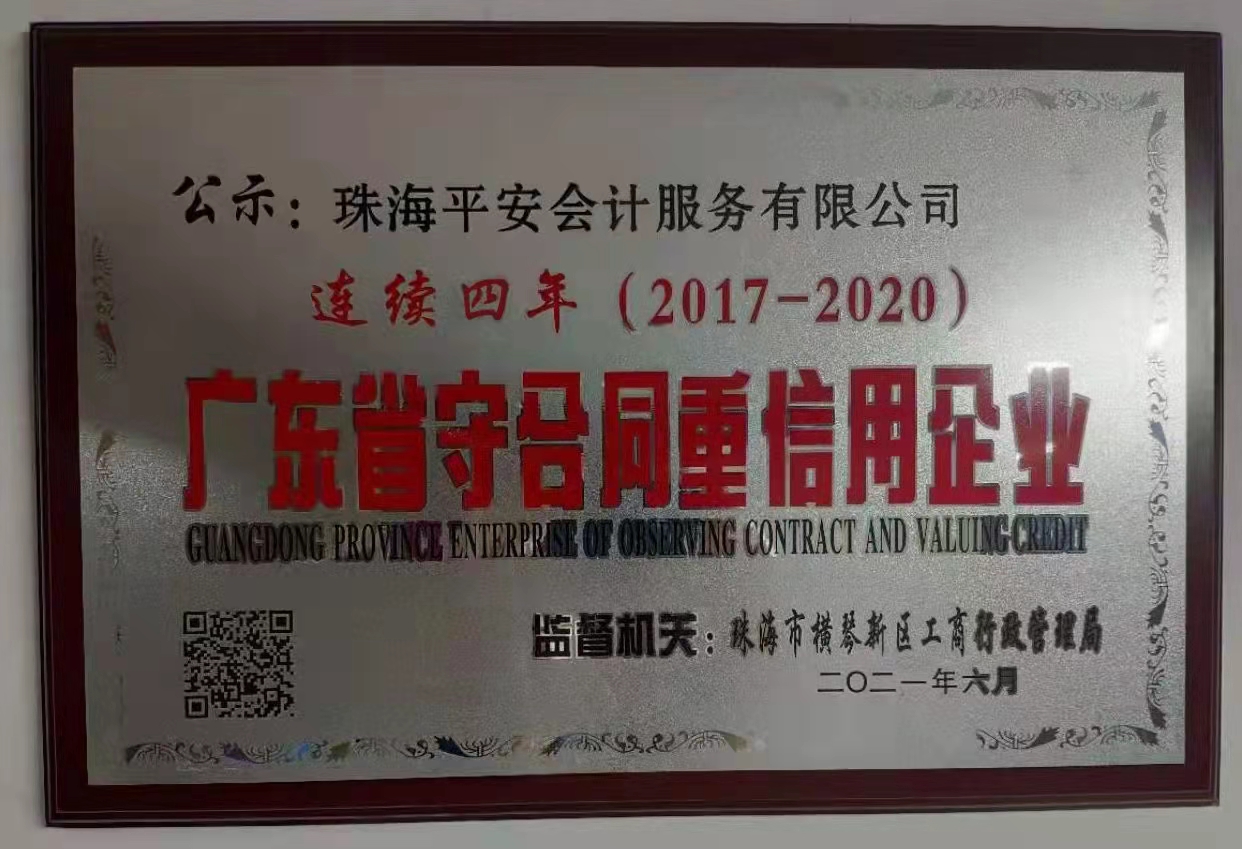 公示：珠海平安会计服务有限公司
连续四年（2017-2020）
广东省守合同重信用企业
GUANGDONG PROVINCE ENTERPRISE OF OBSERVING CONTRACT AND VALUING CREDIT
监督机关：珠海市横琴新区工商行政管理局
二〇二一年六月